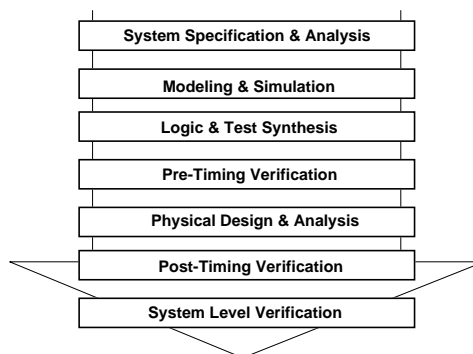 System Specification & Analysis
Modeling & Simulation
Logic & Test Synthesis
Pre-Timing Verification
Physical Design & Analysis
Post-Timing Verification
System Level Verification